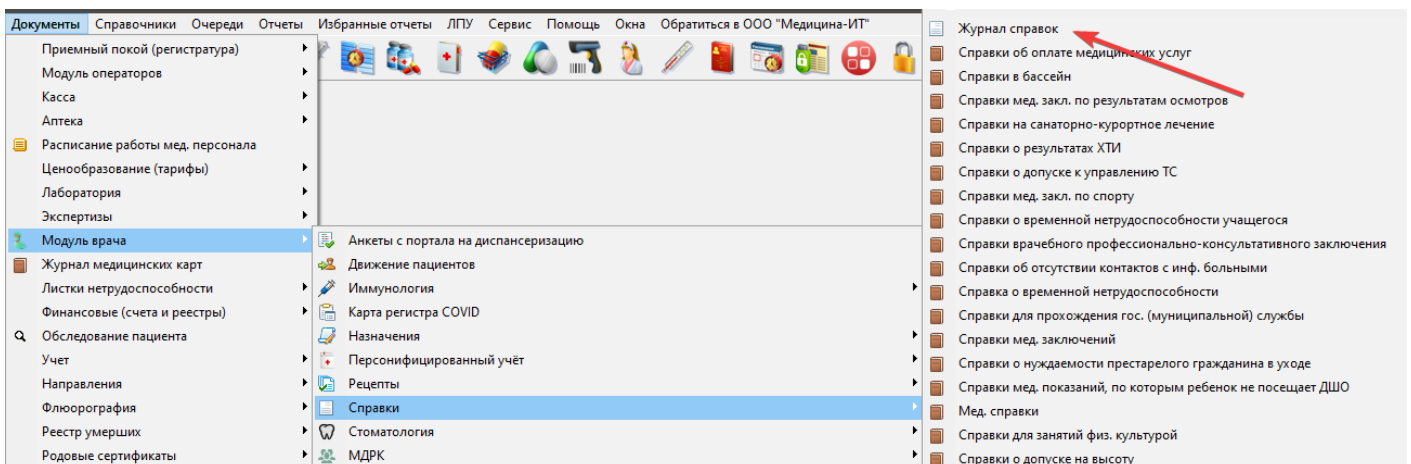 Документы Справочники Очереди Отчеты Избранные отчеты ЛПУ Сервис Помощь Окна Обратиться в ООО "Медицина-ИТ"
Приемный покой (регистратура)
Модуль операторов
Касса
Аптека
Расписание работы мед. персонала
Ценообразование (тарифы)
Лаборатория
Экспертизы
Модуль врача
Журнал медицинских карт
Листки нетрудоспособности
Финансовые (счета и реестры)
Обследование пациента
Учет
Направления
Флюорография
Реестр умерших
Родовые сертификаты
Анкеты с портала на диспансеризацию
Движение пациентов
Иммунология
Карта регистра COVID
Назначения
Персонифицированный учёт
Рецепты
Справки
Стоматология
МДРК
Журнал справок
Справки об оплате медицинских услуг
Справки в бассейн
Справки мед. закл. по результатам осмотров
Справки на санаторно-курортное лечение
Справки о результатах ХТИ
Справки о допуске к управлению ТС
Справки мед. закл. по спорту
Справки о временной нетрудоспособности учащегося
Справки врачебного профессионально-консультативного заключения
Справки об отсутствии контактов с инф. больными
Справка о временной нетрудоспособности
Справки для прохождения гос. (муниципальной) службы
Справки мед. заключений
Справки о нуждаемости престарелого гражданина в уходе
Справки мед. показаний, по которым ребенок не посещает ДШО
Мед. справки
Справки для занятий физ. культурой
Справки о допуске на высоту